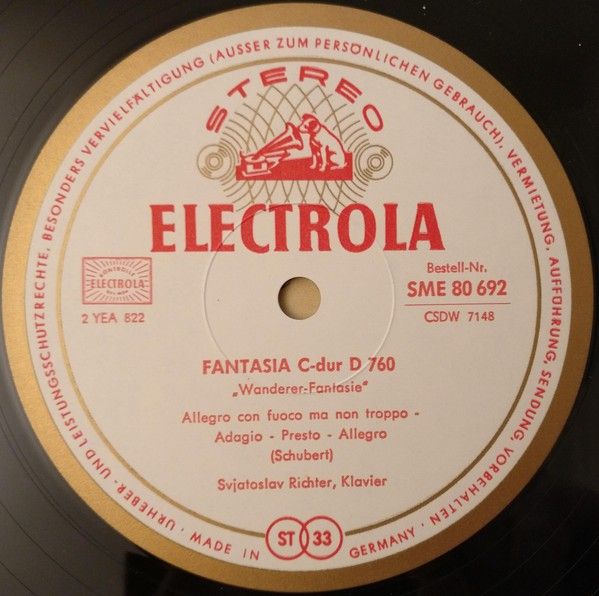 STEREO
ELECTROLA
KONTROLLE
ELECTROLA
2 YEA 822
Bestell-Nr.
SME 80 692
CSDW 7148
FANTASIA C-dur D 760
„Wanderer-Fantasie“
Allegro con fuoco ma non troppo -
Adagio - Presto - Allegro
(Schubert)
Svjatoslav Richter, Klavier
· URHEBER- UND LEISTUNGSSCHUTZRECHTE, BESONDERS VERVIELFÄLTIGUNG (AUSSER ZUM PERSÖNLICHEN GEBRAUCH), VERMIETUNG, AUFFÜHRUNG, SENDUNG, VORBEHALTEN ·
MADE IN ST 33 GERMANY